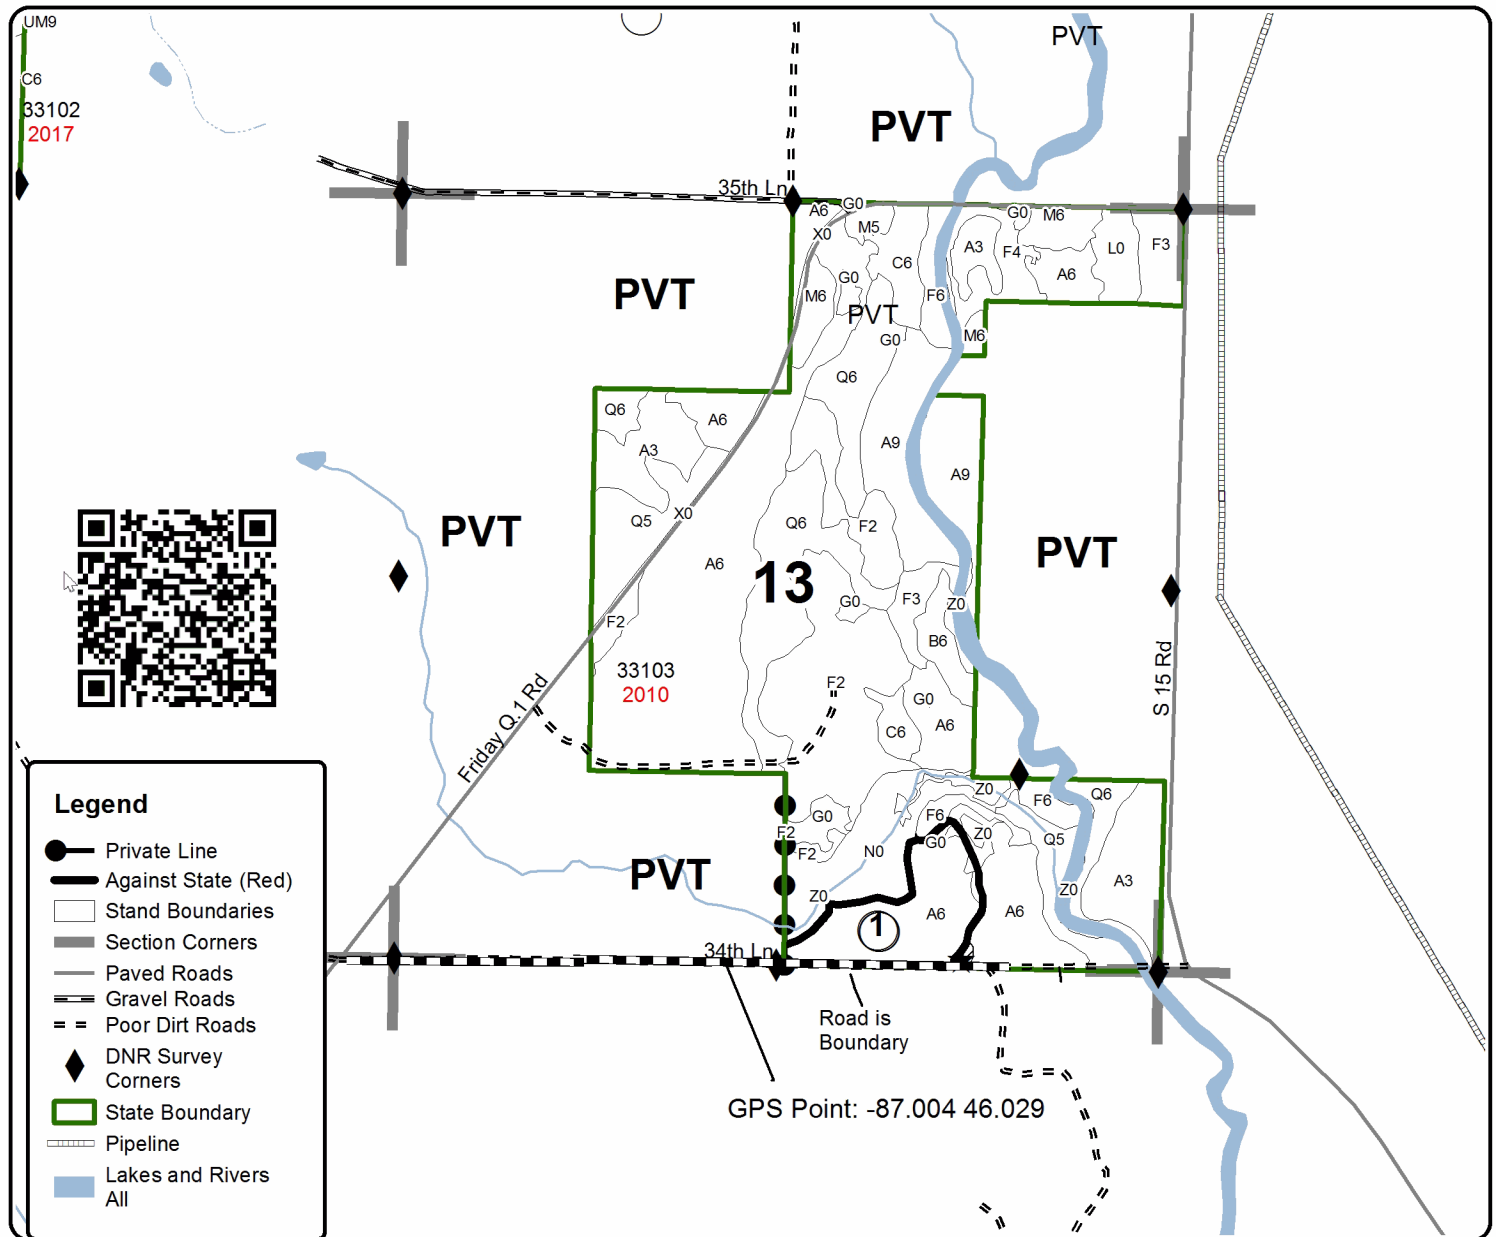 UM9
PVT
C6
33102
2017
PVT
35th Ln
A6
G0
G0
M6
M5
X0
A3
F4
L0
F3
C6
A6
G0
PVT
M6
F6
PVT
M6
G0
Q6
Q6
A6
A3
A9
A9
Q5
X0
Q6
F2
PVT
PVT
A6
13
G0
F3
Z0
F2
B6
33103
2010
F2
S 15 Rd
G0
A6
C6
Friday Q.1 Rd
Z0
F6
Q6
G0
F6
F2
Z0
Q5
G0
F2
N0
PVT
A3
Z0
Z0
A6
A6
1
34th Ln
Road is
Boundary
GPS Point: -87.004 46.029
Legend
Private Line
Against State (Red)
Stand Boundaries
Section Corners
Paved Roads
Gravel Roads
Poor Dirt Roads
DNR Survey
Corners
State Boundary
Pipeline
Lakes and Rivers
All